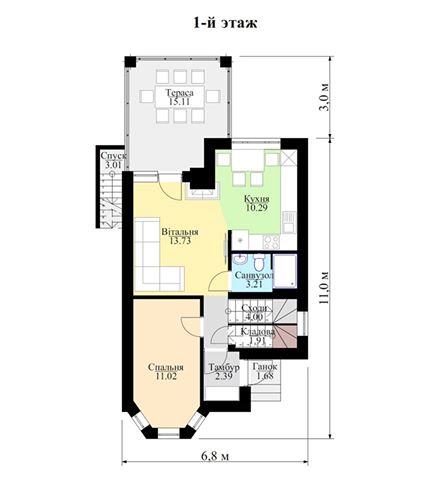 1-й этаж
Тераса
15.11
3,0 м
Спуск
3.01
Кухня
10.29
Вітальня
13.73
Санвузол
3.21
11,0 м
Сходи
4.00
Кладова
1.91
Спальня
11.02
Тамбур
2.39
Ганок
1.68
6,8 м